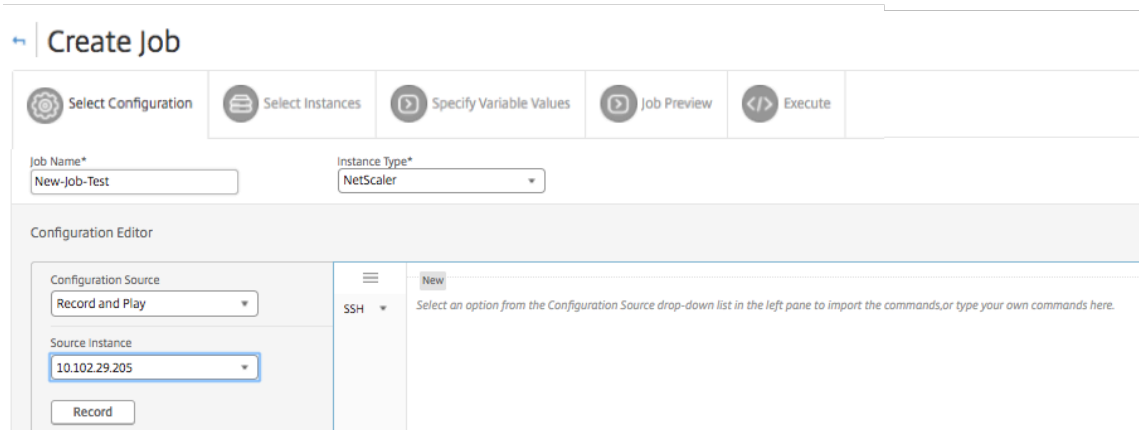 Create Job
Select Configuration
Select Instances
Specify Variable Values
Job Preview
</> Execute
Job Name*
Instance Type*
New-Job-Test
NetScaler
Configuration Editor
Configuration Source
New
Record and Play
SSH
Select an option from the Configuration Source drop-down list in the left pane to import the commands,or type your own commands here.
Source Instance
10.102.29.205
Record